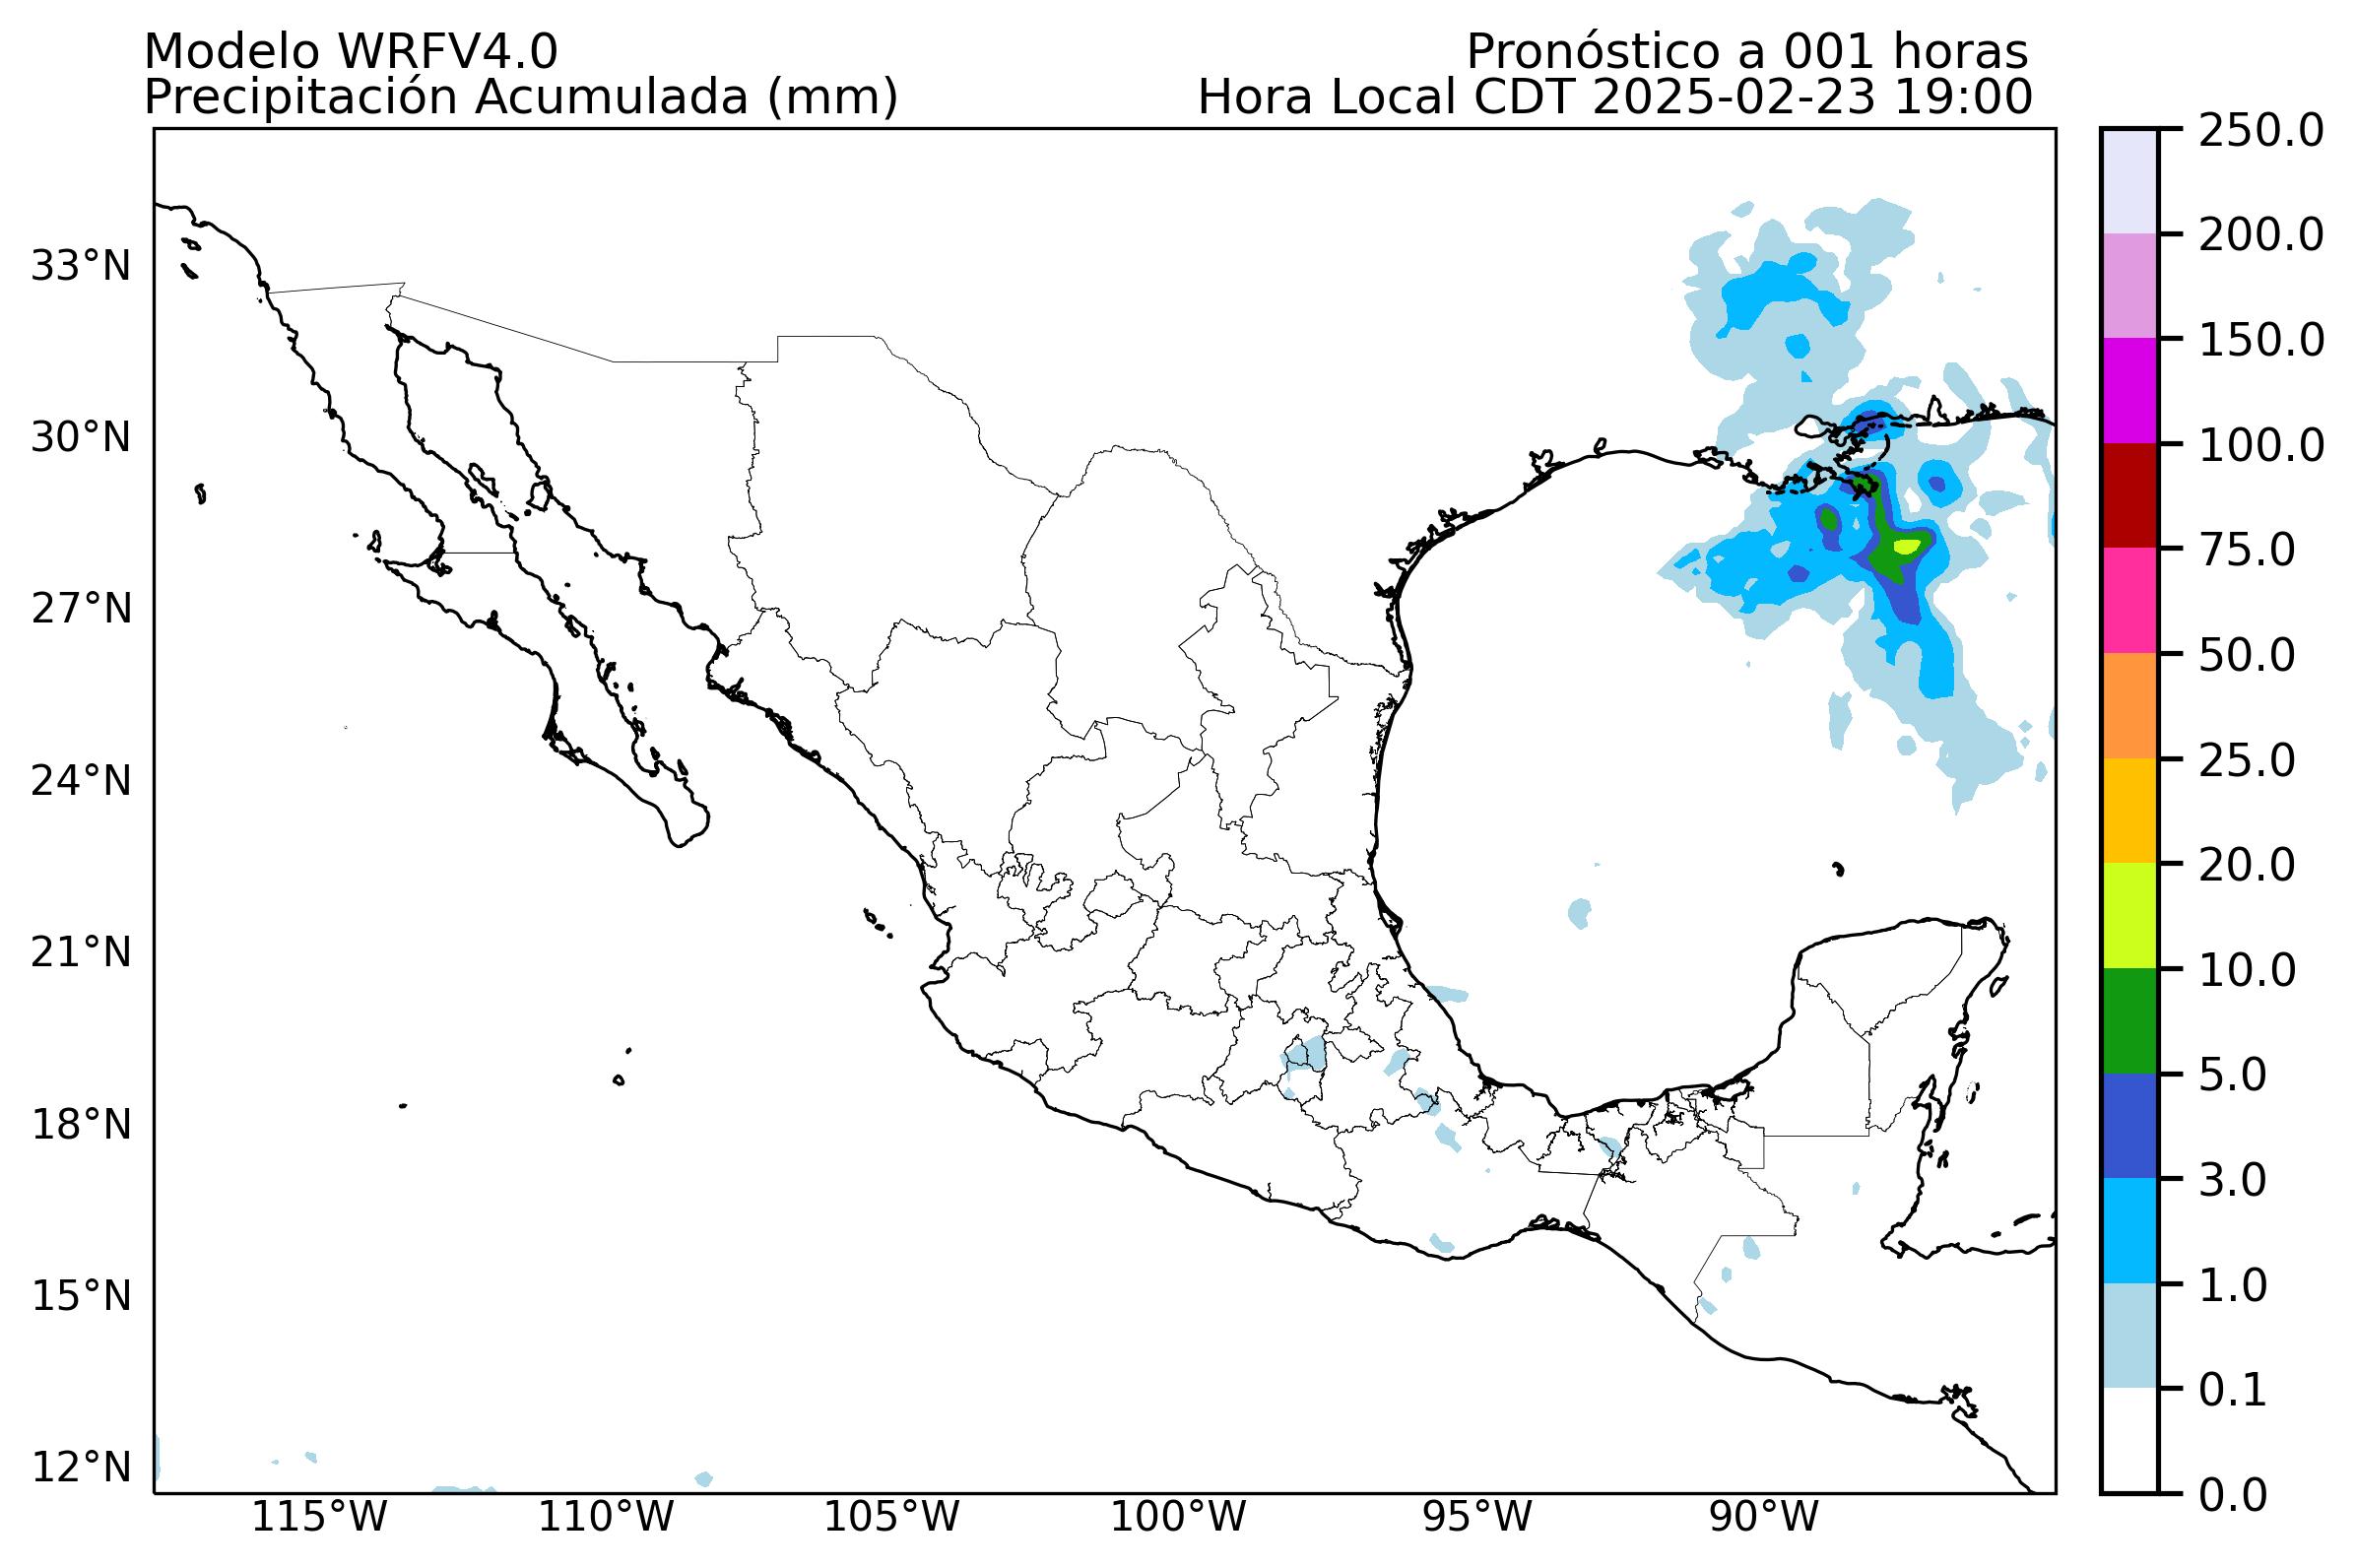 Modelo WRFV4.0
Pronóstico a 001 horas
Precipitación Acumulada (mm)
Hora Local CDT 2025-02-23 19:00
250.0
200.0
150.0
100.0
75.0
50.0
25.0
20.0
10.0
5.0
3.0
1.0
0.1
0.0
33°N
30°N
27°N
24°N
21°N
18°N
15°N
12°N
115°W
110°W
105°W
100°W
95°W
90°W